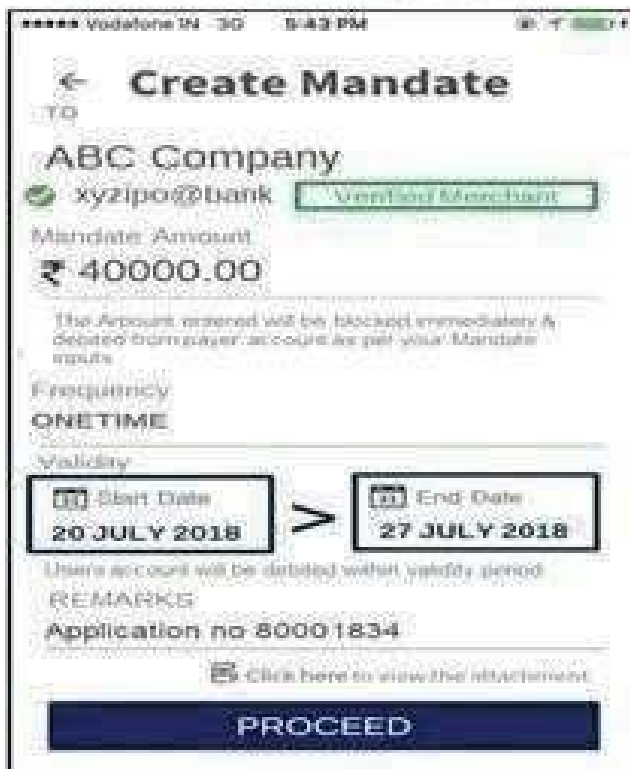 Vodafone IN 3G 5:43 PM
← Create Mandate
TO
ABC Company
xyzipo@bank Verified Merchant
Mandate Amount
₹ 40000.00
The Amount entered will be blocked immediately &
debited from payer account as per your Mandate
inputs
Frequency
ONETIME
Validity
Start Date > End Date
20 JULY 2018 27 JULY 2018
Users account will be debited within validity period
REMARKS
Application no 80001834
Click here to view the attachment
PROCEED